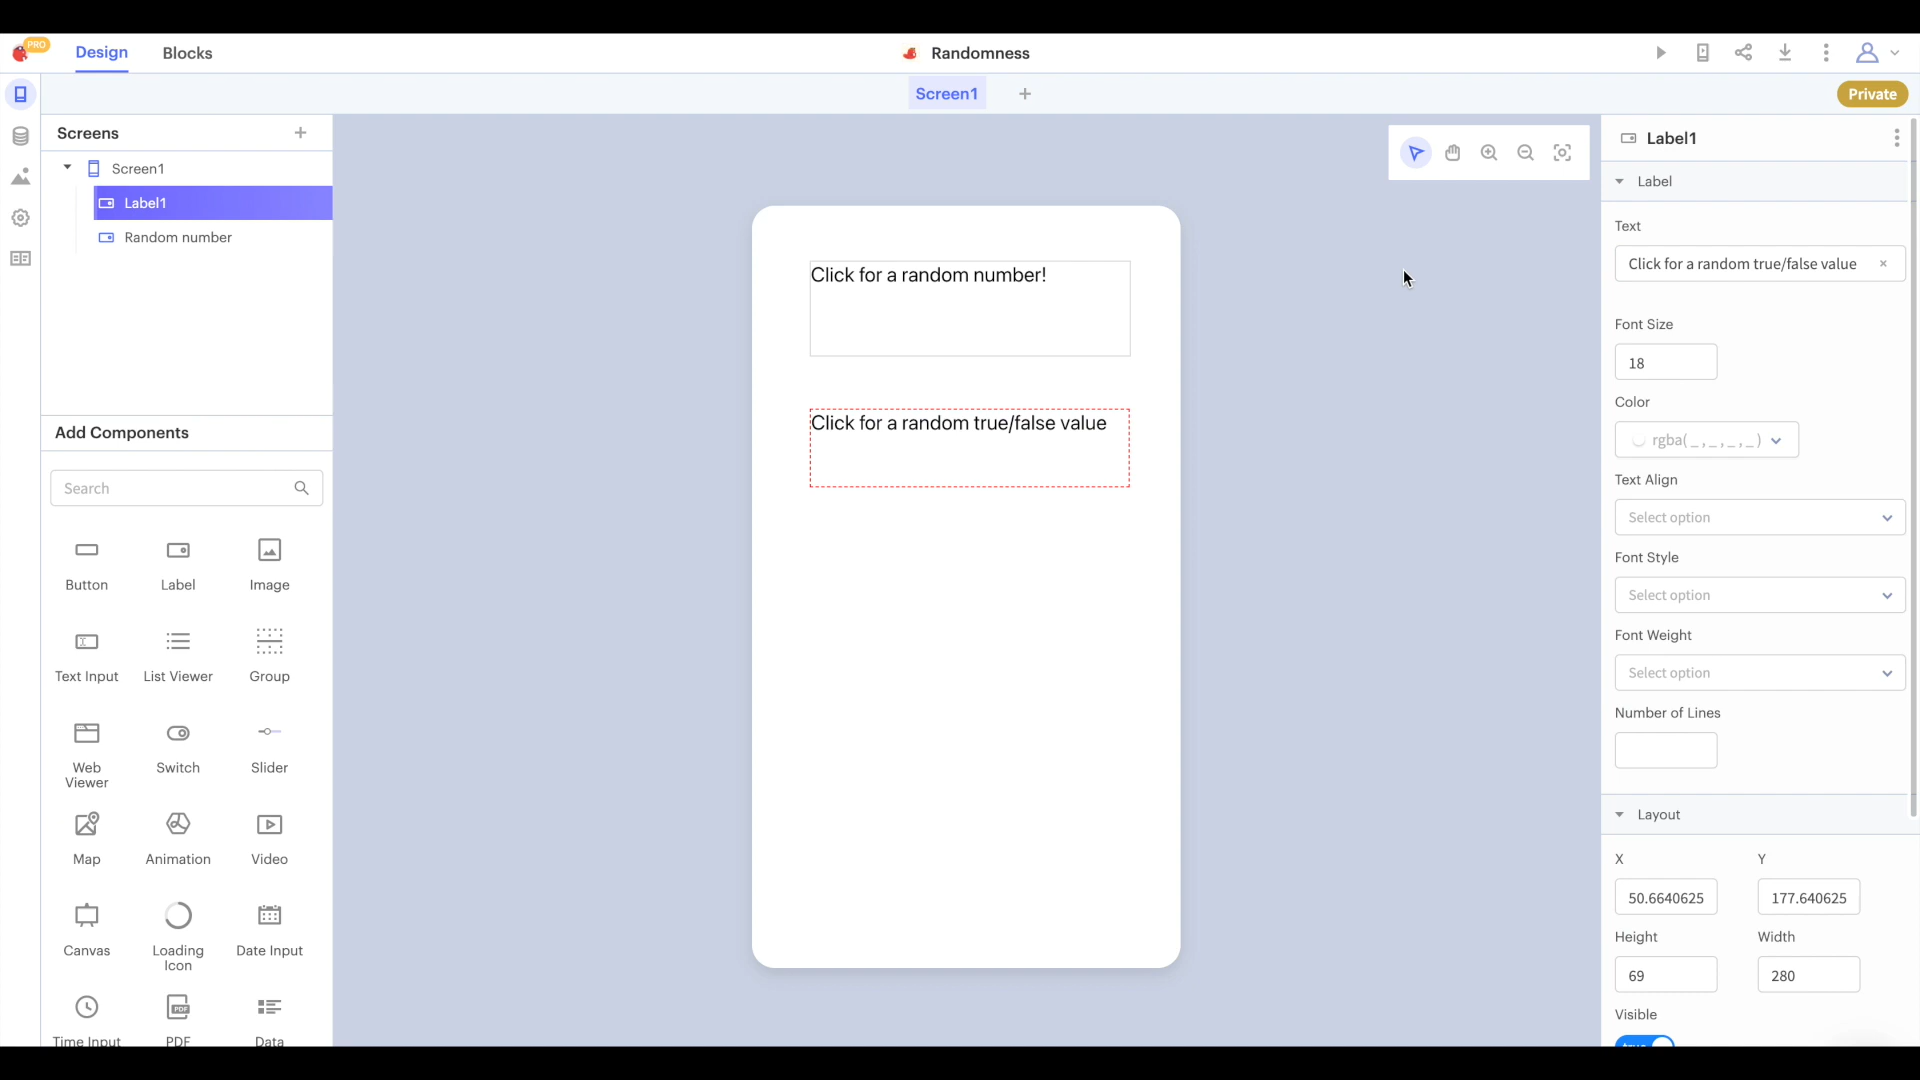 PRO
Design
Blocks
Randomness
Screen1
+
Private
Screens
+
Screen1
Label1
Random number
Add Components
Search
Button
Label
Image
Text Input
List Viewer
Group
Web
Viewer
Switch
Slider
Map
Animation
Video
Canvas
Loading
Icon
Date Input
Time Input
PDF
PDF
Data
Click for a random number!
Click for a random true/false value
Label1
Label
Text
Click for a random true/false value ×
Font Size
18
Color
rgba( _ , _ , _ , _ )
Text Align
Select option
Font Style
Select option
Font Weight
Select option
Number of Lines
Layout
X
Y
50.6640625
177.640625
Height
Width
69
280
Visible
true